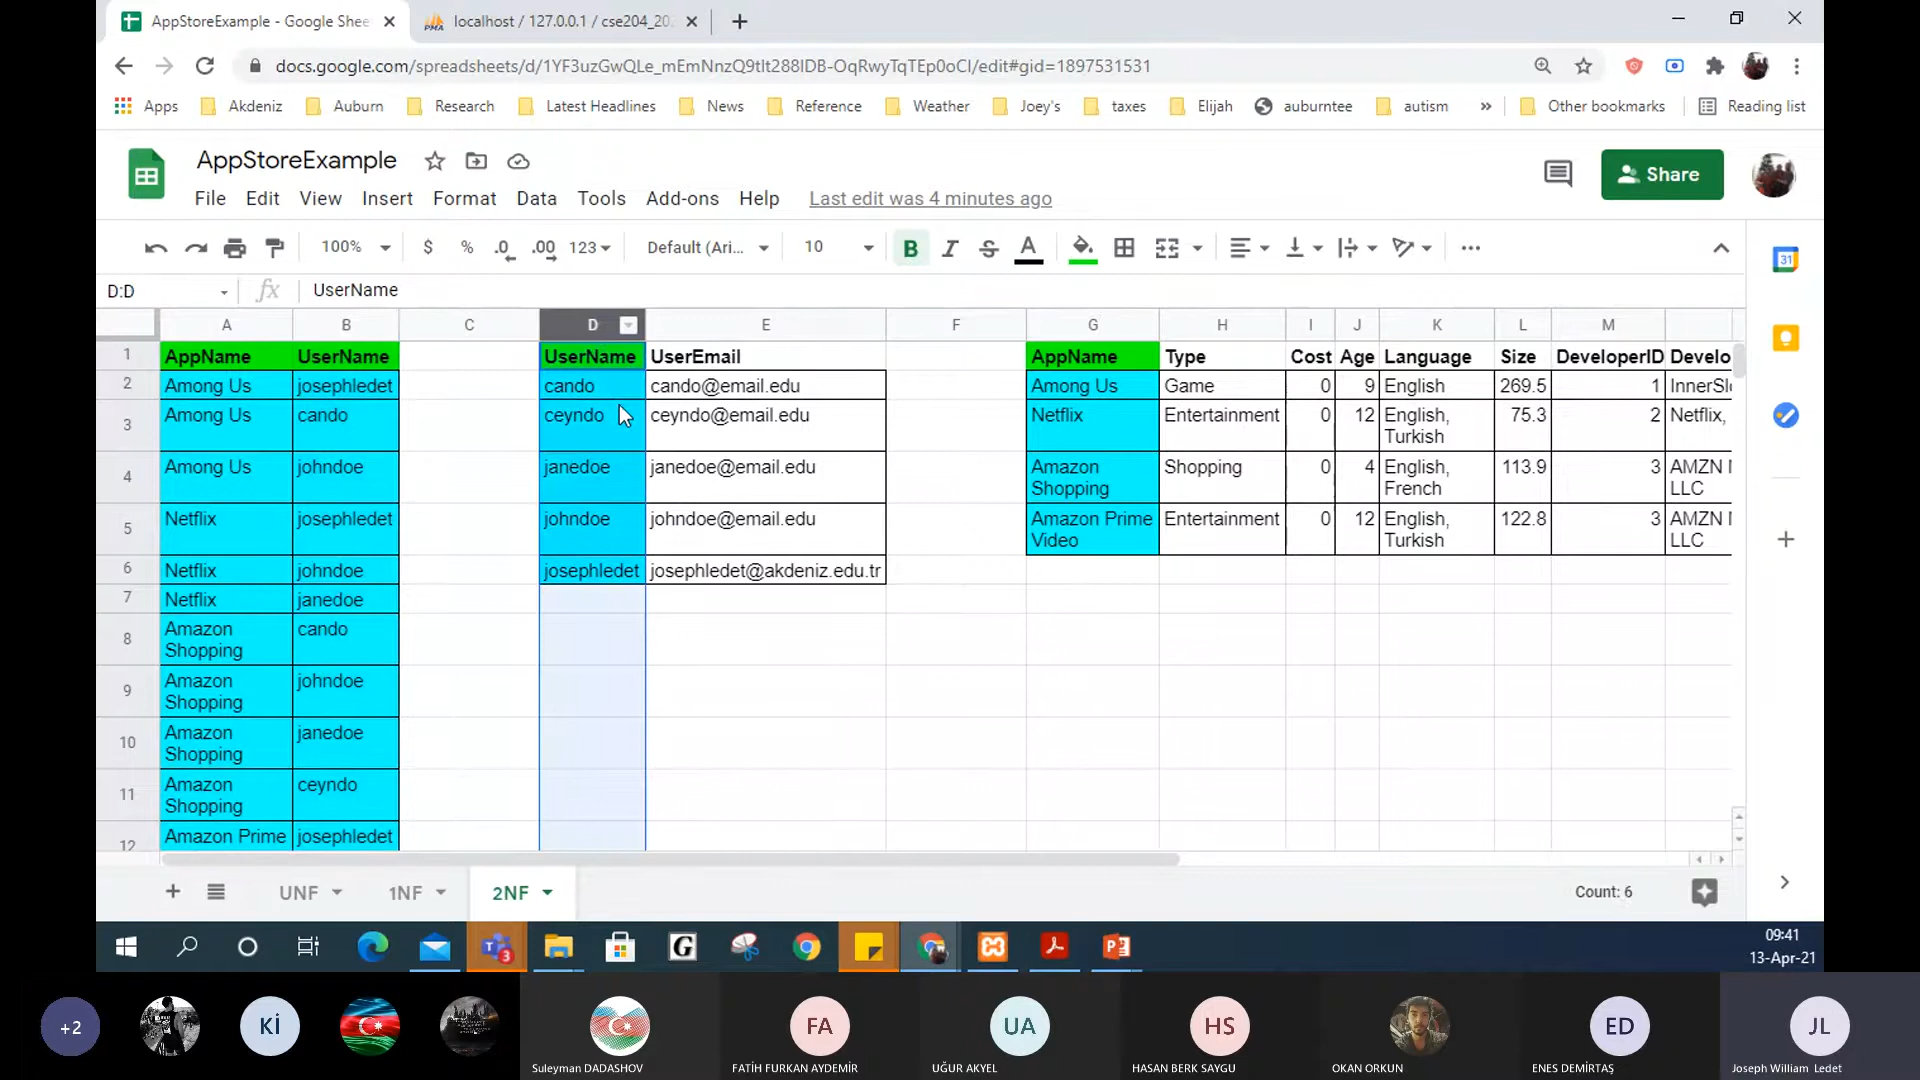 AppStoreExample - Google Shee
localhost / 127.0.0.1 / cse204_20
docs.google.com/spreadsheets/d/1YF3uzGwQLe_mEmNnzQ9tIt288IDB-OqRwyTqTEp0oCI/edit#gid=1897531531
Apps Akdeniz Auburn Research Latest Headlines News Reference Weather Joey's taxes Elijah auburntee autism » Other bookmarks Reading list
AppStoreExample
Share
File Edit View Insert Format Data Tools Add-ons Help Last edit was 4 minutes ago
100% $ % .0 .00 123 Default (Ari... 10 B I S A
31
D:D fx UserName
A B C D E F G H I J K L M
1 AppName UserName UserName UserEmail AppName Type Cost Age Language Size DeveloperID Develo
2 Among Us josephledet cando cando@email.edu Among Us Game 0 9 English 269.5 1 InnerSl
3 Among Us cando ceyndo ceyndo@email.edu Netflix Entertainment 0 12 English, 75.3 2 Netflix,
Turkish
4 Among Us johndoe janedoe janedoe@email.edu Amazon Shopping 0 4 English, 113.9 3 AMZN
Shopping French LLC
5 Netflix josephledet johndoe johndoe@email.edu Amazon Prime Entertainment 0 12 English, 122.8 3 AMZN
Video Turkish LLC
6 Netflix johndoe josephledet josephledet@akdeniz.edu.tr
7 Netflix janedoe
8 Amazon cando
Shopping
9 Amazon johndoe
Shopping
10 Amazon janedoe
Shopping
11 Amazon ceyndo
Shopping
12 Amazon Prime josephledet
UNF 1NF 2NF Count: 6
3
G
09:41
13-Apr-21
+2 Kİ FA UA HS ED JL
Suleyman DADASHOV FATİH FURKAN AYDEMİR UĞUR AKYEL HASAN BERK SAYGU OKAN ORKUN ENES DEMİRTAŞ Joseph William Ledet